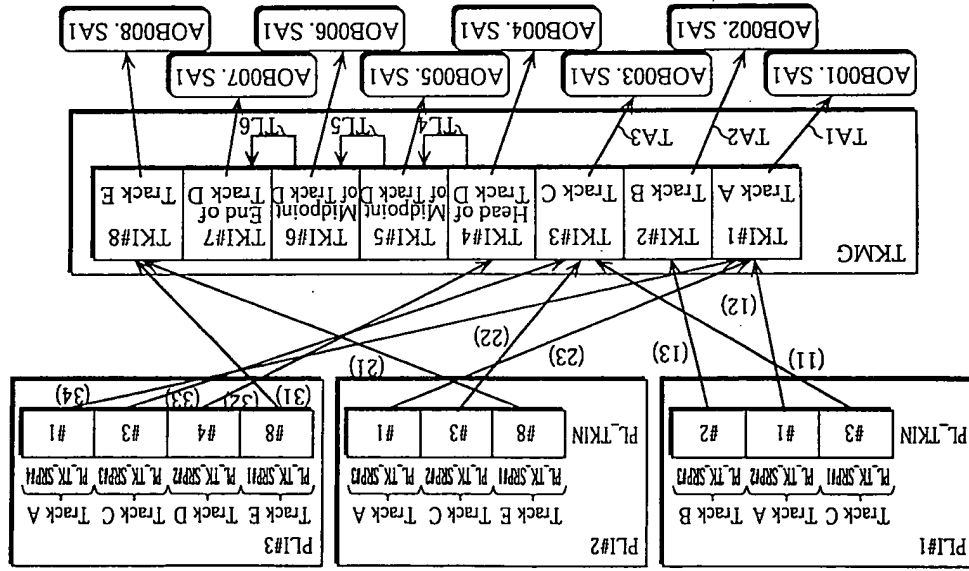 PLI#1 PLI#2 PLI#3
Track C Track A Track B Track E Track C Track A Track E Track D Track C Track A
PL_TK_SRP#1 PL_TK_SRP#2 PL_TK_SRP#3 PL_TK_SRP#1 PL_TK_SRP#2 PL_TK_SRP#3 PL_TK_SRP#1 PL_TK_SRP#2 PL_TK_SRP#3 PL_TK_SRP#4
PL_TKIN #3 #1 #2 PL_TKIN #8 #3 #1 #8 #4 #3 #1
(11) (13) (23) (21) (31) (32) (33) (34)
(12) (22)
TKMG
TKI#1 TKI#2 TKI#3 TKI#4 TKI#5 TKI#6 TKI#7 TKI#8
Track A Track B Track C Head of Track D Midpoint of Track D Midpoint of Track D End of Track D Track E
TA1 TA2 TA3 TL4 TL5 TL6
AOB001. SA1 AOB003. SA1 AOB005. SA1 AOB007. SA1
AOB002. SA1 AOB004. SA1 AOB006. SA1 AOB008. SA1